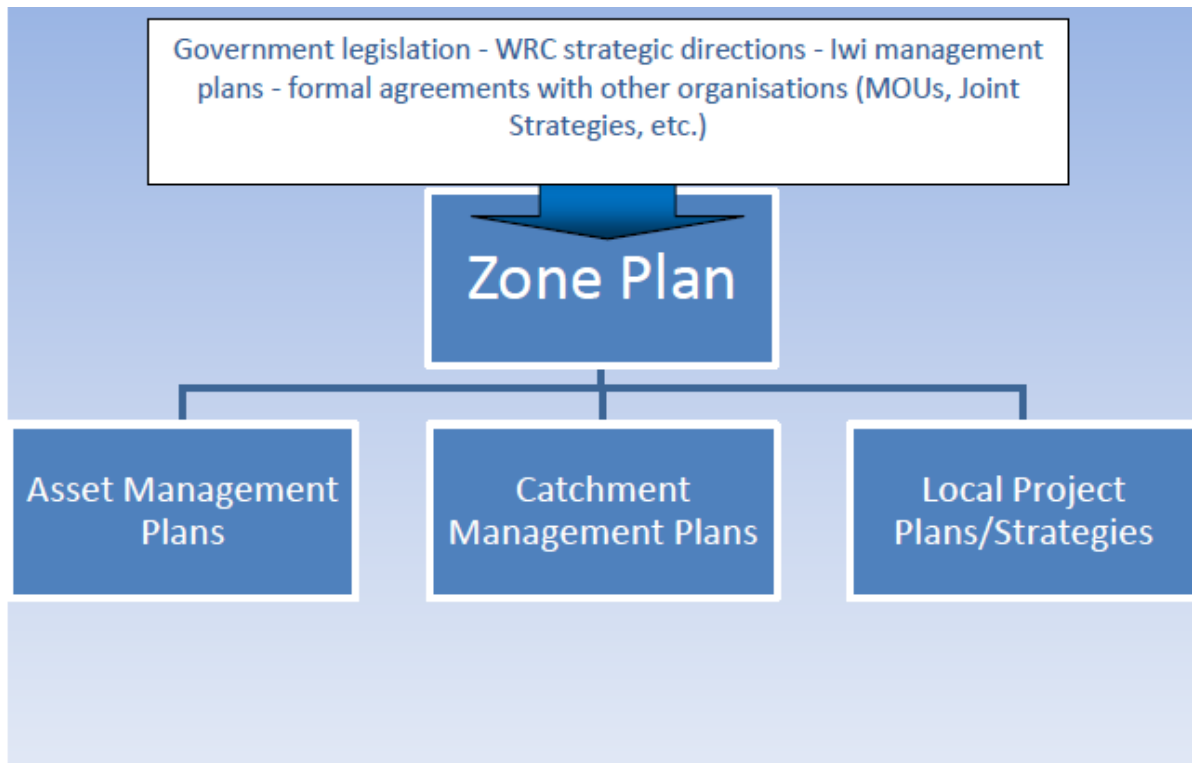 Government legislation - WRC strategic directions - Iwi management
plans - formal agreements with other organisations (MOUs, Joint
Strategies, etc.)
Zone Plan
Asset Management
Plans
Catchment
Management Plans
Local Project
Plans/Strategies